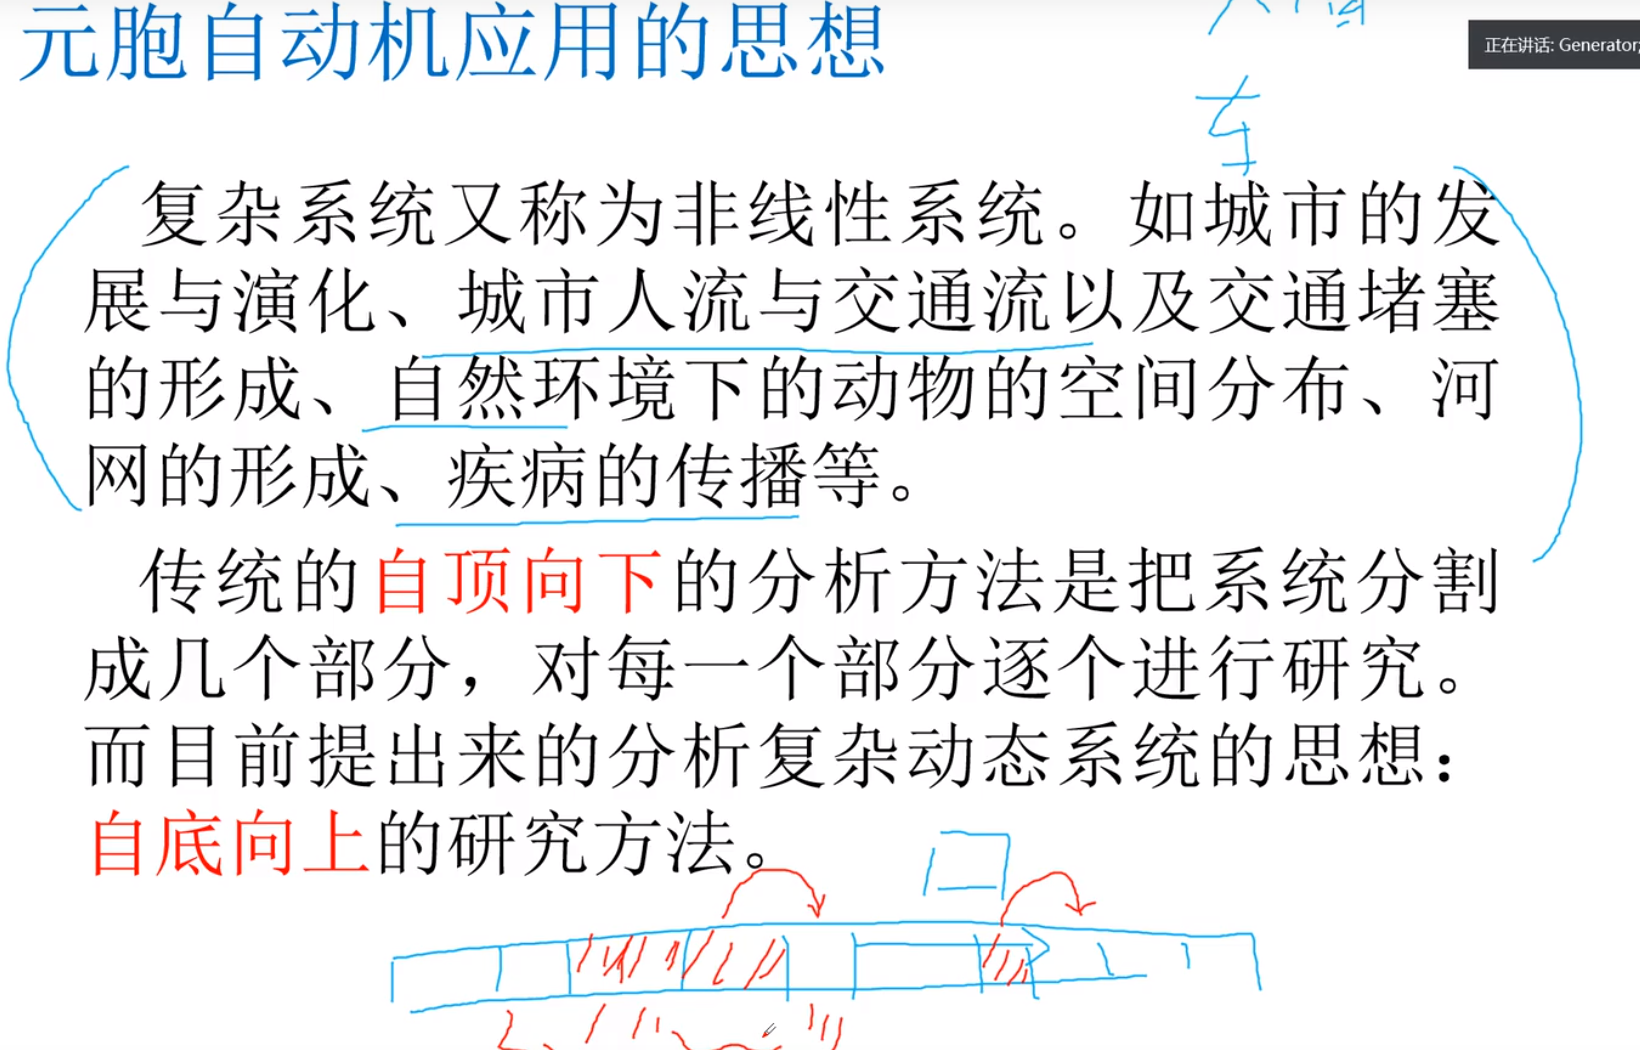 元胞自动机应用的思想
正在讲话: Generator
车
复杂系统又称为非线性系统。如城市的发
展与演化、城市人流与交通流以及交通堵塞
的形成、自然环境下的动物的空间分布、河
网的形成、疾病的传播等。
传统的自顶向下的分析方法是把系统分割
成几个部分，对每一个部分逐个进行研究。
而目前提出来的分析复杂动态系统的思想：
自底向上的研究方法。